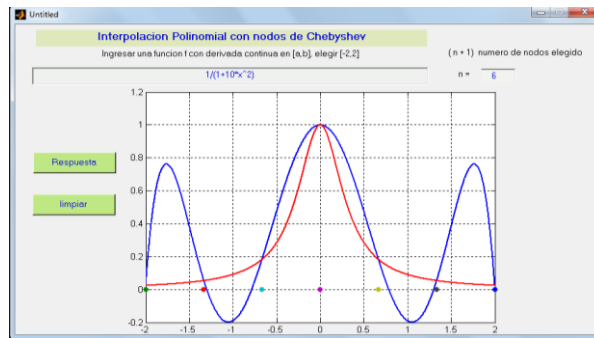 Untitled
Interpolacion Polinomial con nodos de Chebyshev
Ingresar una funcion f con derivada continua en [a,b], elegir [-2,2]
( n + 1) numero de nodos elegido
1/(1+10*x^2)
n =
6
Respuesta
limpiar
1.2
1
0.8
0.6
0.4
0.2
0
-0.2
-2 -1.5 -1 -0.5 0 0.5 1 1.5 2